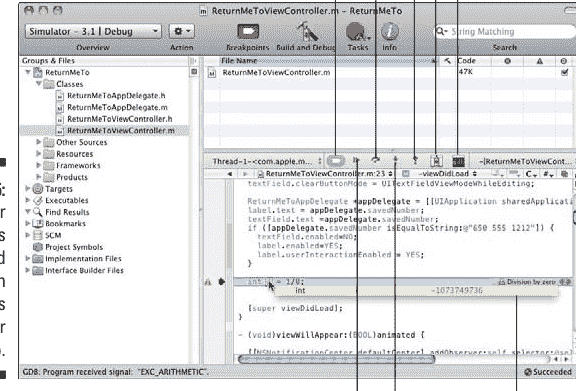 ReturnMeToViewController.m - ReturnMeTo
Simulator - 3.1 | Debug
Overview
Action
Breakpoints
Build and Debug
Tasks
Info
String Matching
Search
Groups & Files
ReturnMeTo
Classes
ReturnMeToAppDelegate.h
ReturnMeToAppDelegate.m
ReturnMeToViewController.h
ReturnMeToViewController.m
Other Sources
Resources
Frameworks
Products
Targets
Executables
Find Results
Bookmarks
SCM
Project Symbols
Implementation Files
Interface Builder Files
File Name
Code
ReturnMeToViewController.m
47K
Thread-1-<com.apple.m...
-[ReturnMeToViewCont...
ReturnMeToViewController.m:23
-viewDidLoad
C
#
textField.clearButtonMode = UITextFieldViewModeWhileEditing;
ReturnMeToAppDelegate *appDelegate = [[UIApplication sharedApplicati
label.text = appDelegate.savedNumber;
textField.text =appDelegate.savedNumber;
if ([appDelegate.savedNumber isEqualToString:@"650 555 1212"]) {
textField.enabled=NO;
label.enabled=YES;
label.userInteractionEnabled = YES;
}
int = 1/0;
Division by zero
int
-1073749736
[super viewDidLoad];
}
- (void)viewWillAppear:(BOOL)animated {
[[NSNotificationCenter defaultCenter] addObserver:self selector:@sel
GDB: Program received signal: "EXC_ARITHMETIC".
Succeeded